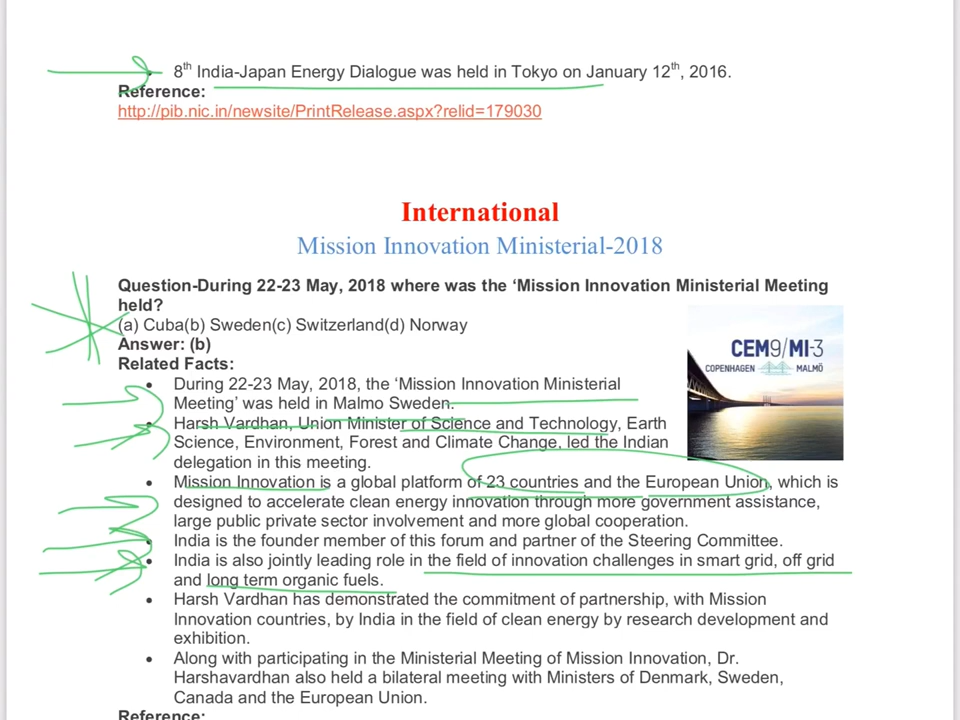 8th India-Japan Energy Dialogue was held in Tokyo on January 12th, 2016.
Reference:
http://pib.nic.in/newsite/PrintRelease.aspx?relid=179030
International
Mission Innovation Ministerial-2018
Question-During 22-23 May, 2018 where was the ‘Mission Innovation Ministerial Meeting
held?
(a) Cuba(b) Sweden(c) Switzerland(d) Norway
Answer: (b)
Related Facts:
• During 22-23 May, 2018, the ‘Mission Innovation Ministerial
Meeting’ was held in Malmo Sweden.
• Harsh Vardhan, Union Minister of Science and Technology, Earth
Science, Environment, Forest and Climate Change, led the Indian
delegation in this meeting.
CEM9/MI-3
COPENHAGEN MALMÖ
• Mission Innovation is a global platform of 23 countries and the European Union, which is
designed to accelerate clean energy innovation through more government assistance,
large public private sector involvement and more global cooperation.
• India is the founder member of this forum and partner of the Steering Committee.
• India is also jointly leading role in the field of innovation challenges in smart grid, off grid
and long term organic fuels.
• Harsh Vardhan has demonstrated the commitment of partnership, with Mission
Innovation countries, by India in the field of clean energy by research development and
exhibition.
• Along with participating in the Ministerial Meeting of Mission Innovation, Dr.
Harshavardhan also held a bilateral meeting with Ministers of Denmark, Sweden,
Canada and the European Union.
Reference: